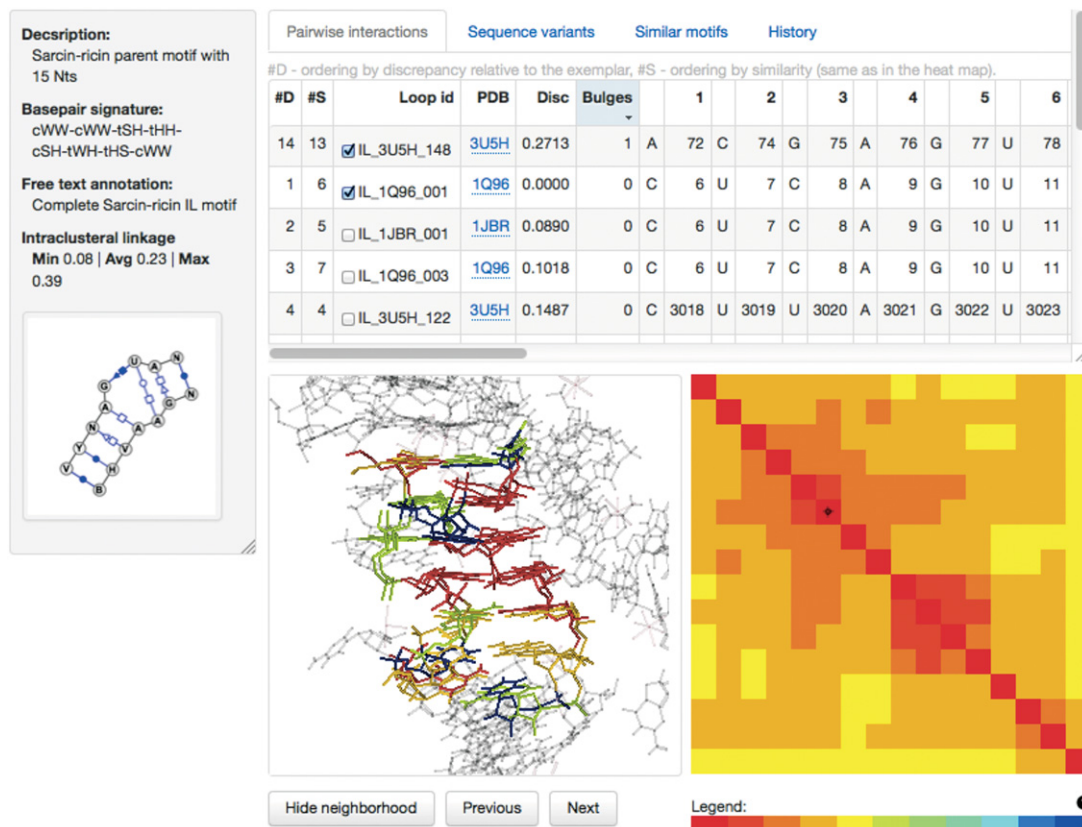 Decsription:
Sarcin-ricin parent motif with
15 Nts
Basepair signature:
cWW-cWW-tSH-tHH-
cSH-tWH-tHS-cWW
Free text annotation:
Complete Sarcin-ricin IL motif
Intraclusteral linkage
Min 0.08 | Avg 0.23 | Max
0.39
U A N
G N
A G
N A
Y A
V V
H
B
Pairwise interactions Sequence variants Similar motifs History
#D - ordering by discrepancy relative to the exemplar, #S - ordering by similarity (same as in the heat map).
#D #S Loop id PDB Disc Bulges 1 2 3 4 5 6
14 13 IL_3U5H_148 3U5H 0.2713 1 A 72 C 74 G 75 A 76 G 77 U 78
1 6 IL_1Q96_001 1Q96 0.0000 0 C 6 U 7 C 8 A 9 G 10 U 11
2 5 IL_1JBR_001 1JBR 0.0890 0 C 6 U 7 C 8 A 9 G 10 U 11
3 7 IL_1Q96_003 1Q96 0.1018 0 C 6 U 7 C 8 A 9 G 10 U 11
4 4 IL_3U5H_122 3U5H 0.1487 0 C 3018 U 3019 U 3020 A 3021 G 3022 U 3023
Hide neighborhood Previous Next
Legend: